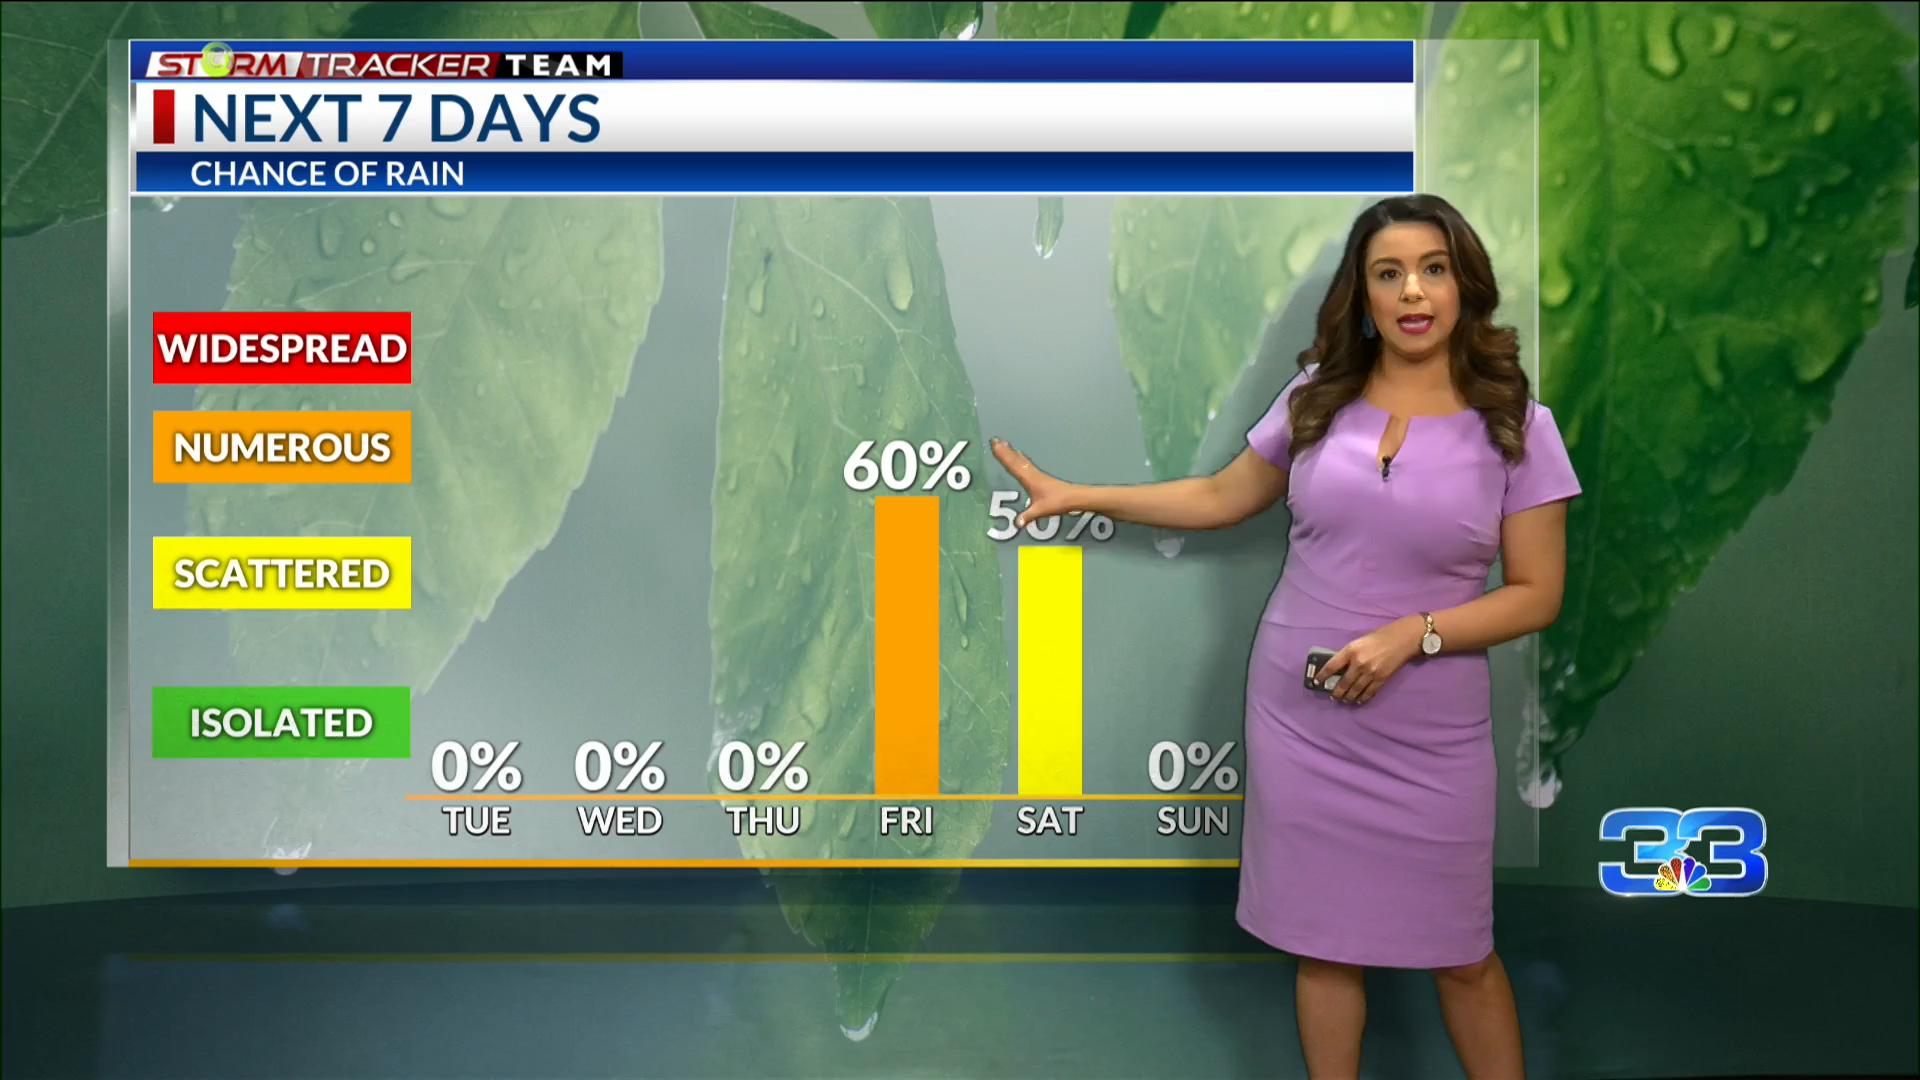 STORM TRACKER TEAM
NEXT 7 DAYS
CHANCE OF RAIN
WIDESPREAD
NUMEROUS
SCATTERED
ISOLATED
60%
50%
0% 0% 0% 0%
TUE WED THU FRI SAT SUN
33